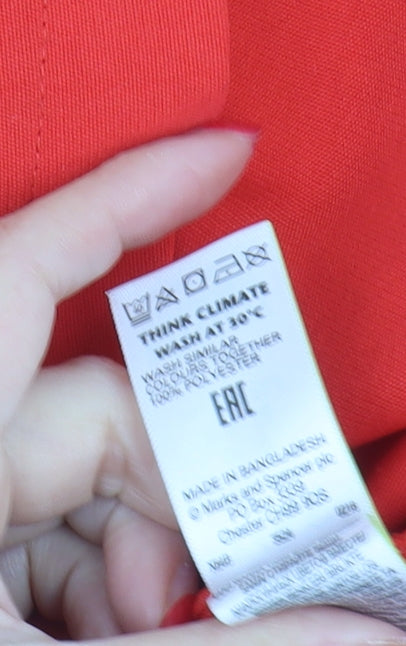 THINK CLIMATE
WASH AT 30°C
WASH SIMILAR
COLOURS TOGETHER
100% POLYESTER
EAC
MADE IN BANGLADESH
© Marks and Spencer plc
PO Box 3339
Chester CH99 9QS